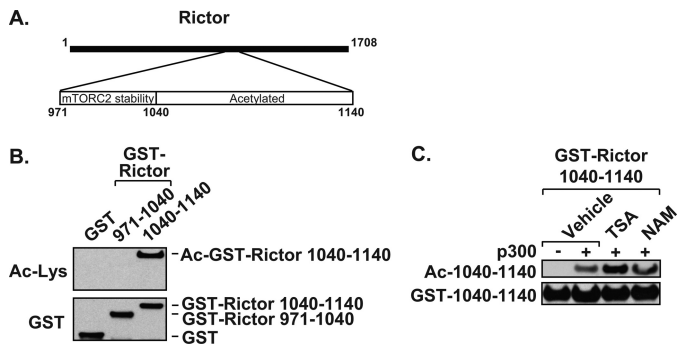 A.
Rictor
1 1708
mTORC2 stability Acetylated
971 1040 1140
B.
GST-
Rictor
GST 971-1040 1040-1140
Ac-Lys
Ac-GST-Rictor 1040-1140
GST
GST-Rictor 1040-1140
GST-Rictor 971-1040
GST
C.
GST-Rictor
1040-1140
Vehicle TSA NAM
p300 - + + +
Ac-1040-1140
GST-1040-1140